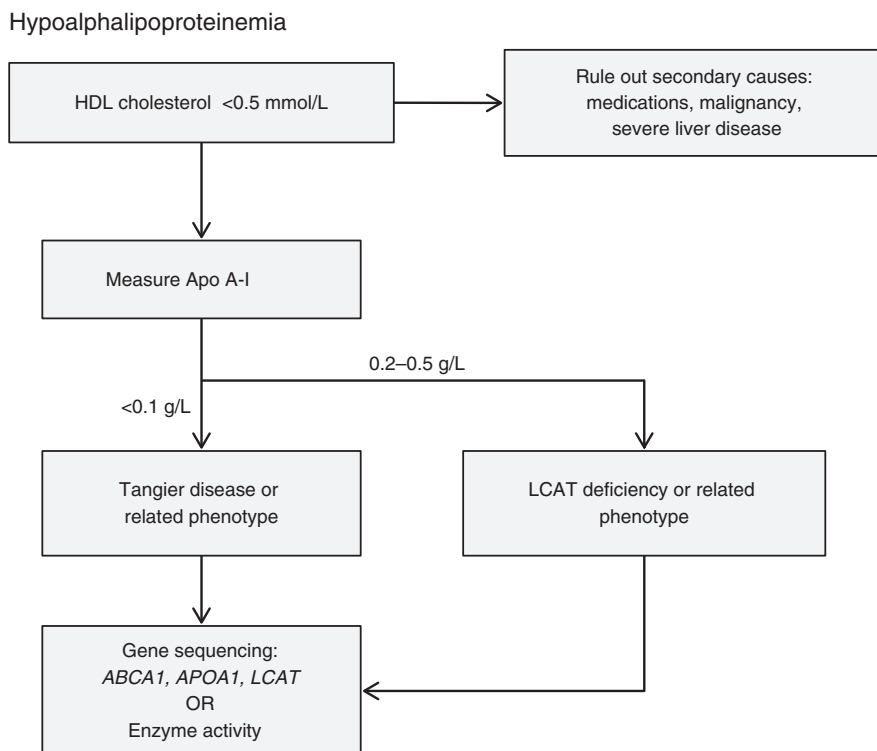 Hypoalphalipoproteinemia
HDL cholesterol <0.5 mmol/L
Rule out secondary causes:
medications, malignancy,
severe liver disease
Measure Apo A-I
0.2–0.5 g/L
<0.1 g/L
Tangier disease or
related phenotype
LCAT deficiency or related
phenotype
Gene sequencing:
ABCA1, APOA1, LCAT
OR
Enzyme activity